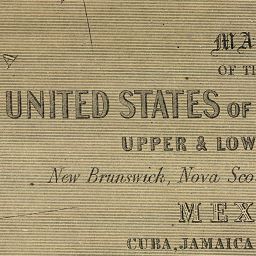 MA
OF TH
UNITED STATES OF
UPPER & LOW
New Brunswick, Nova Sco
MEX
CUBA, JAMAICA